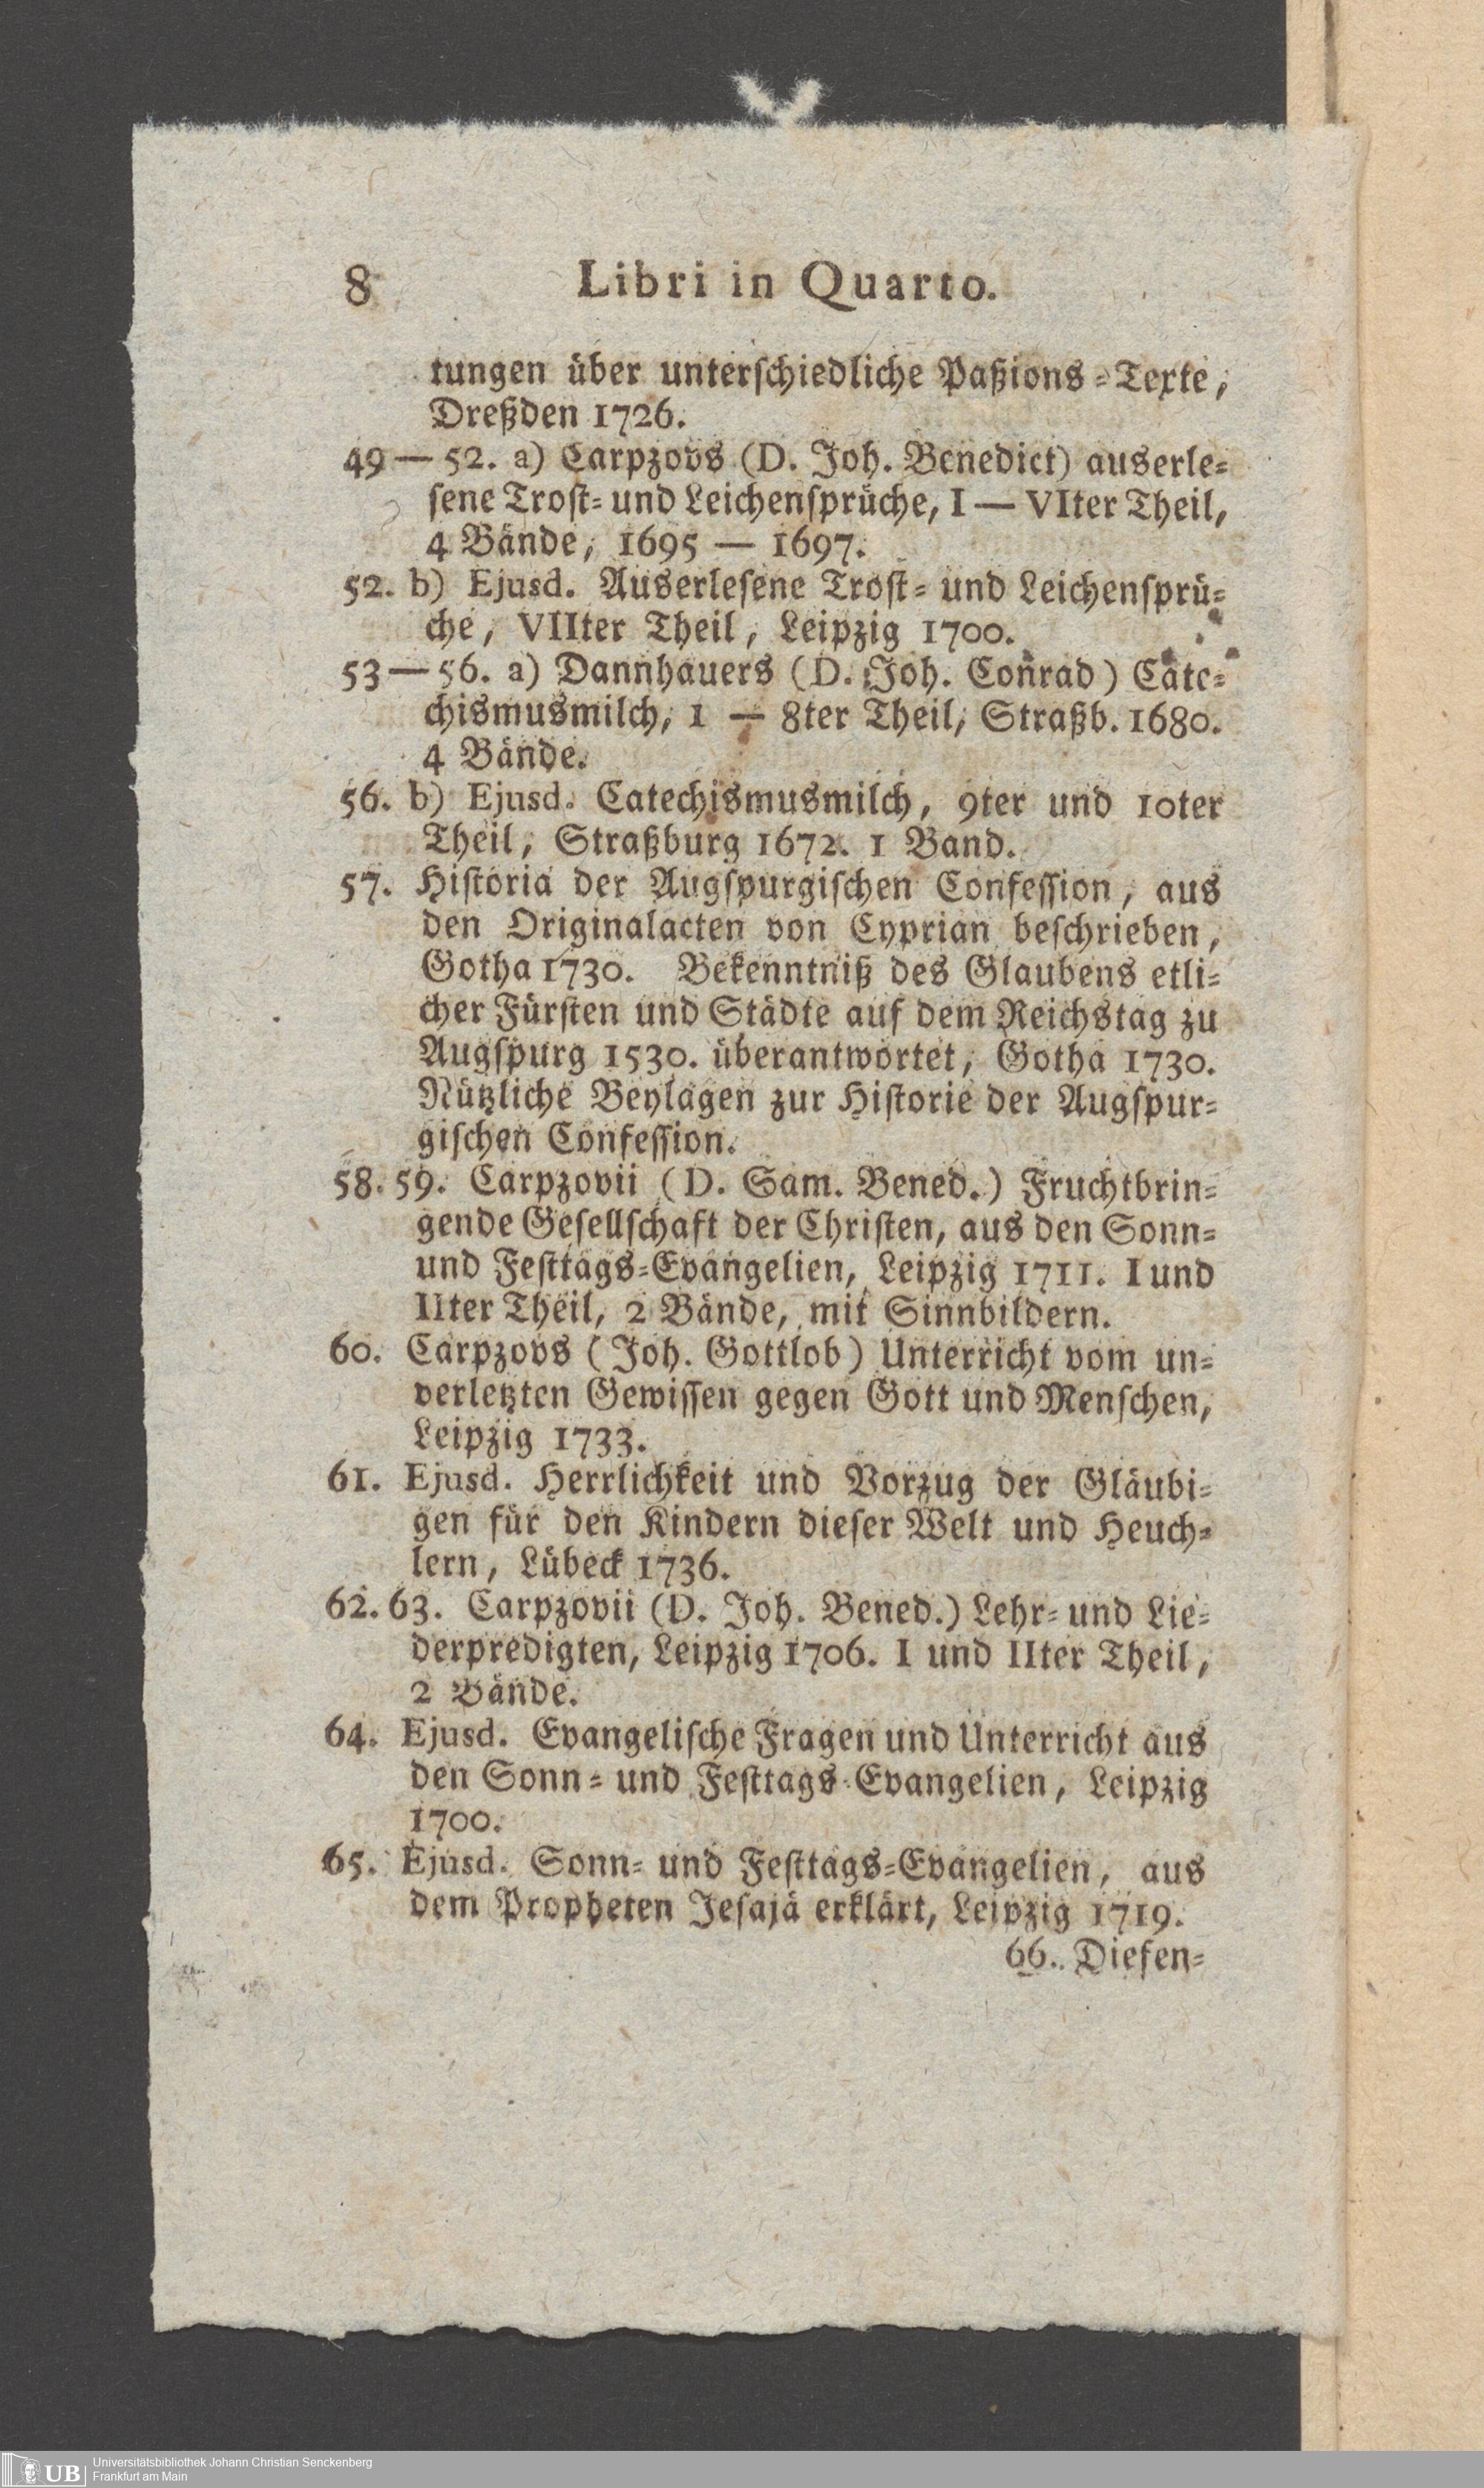 8 Libri in Quarto.
tungen über unterſchiedliche Paßions-Texte,
Dreßden 1726.
49 — 52. a) Carpzovs (D. Joh. Benedict) auserle-
ſene Troſt- und Leichenſprüche, I — VIter Theil,
4 Bände, 1695 — 1697.
52. b) Ejusd. Auserleſene Troſt- und Leichenſprü-
che, VIIter Theil, Leipzig 1700.
53 — 56. a) Dannhauers (D. Joh. Conrad) Cate-
chismusmilch, 1 — 8ter Theil, Straßb. 1680.
4 Bände.
56. b) Ejusd. Catechismusmilch, 9ter und 10ter
Theil, Straßburg 1672. 1 Band.
57. Hiſtoria der Augſpurgiſchen Confeſſion, aus
den Originalacten von Cyprian beſchrieben,
Gotha 1730. Bekenntniß des Glaubens etli-
cher Fürſten und Städte auf dem Reichstag zu
Augſpurg 1530. überantwortet, Gotha 1730.
Nützliche Beylagen zur Hiſtorie der Augſpur-
giſchen Confeſſion.
58. 59. Carpzovii (D. Sam. Bened.) Fruchtbrin-
gende Geſellſchaft der Chriſten, aus den Sonn-
und Feſttags-Evangelien, Leipzig 1711. I und
IIter Theil, 2 Bände, mit Sinnbildern.
60. Carpzovs (Joh. Gottlob) Unterricht vom un-
verletzten Gewiſſen gegen Gott und Menſchen,
Leipzig 1733.
61. Ejusd. Herrlichkeit und Vorzug der Gläubi-
gen für den Kindern dieſer Welt und Heuch-
lern, Lübeck 1736.
62. 63. Carpzovii (D. Joh. Bened.) Lehr- und Lie-
derpredigten, Leipzig 1706. I und IIter Theil,
2 Bände.
64. Ejusd. Evangeliſche Fragen und Unterricht aus
den Sonn- und Feſttags-Evangelien, Leipzig
1700.
65. Ejusd. Sonn- und Feſttags-Evangelien, aus
dem Propheten Jeſajä erklärt, Leipzig 1719.
66. Diefen-
UB
Universitätsbibliothek Johann Christian Senckenberg
Frankfurt am Main